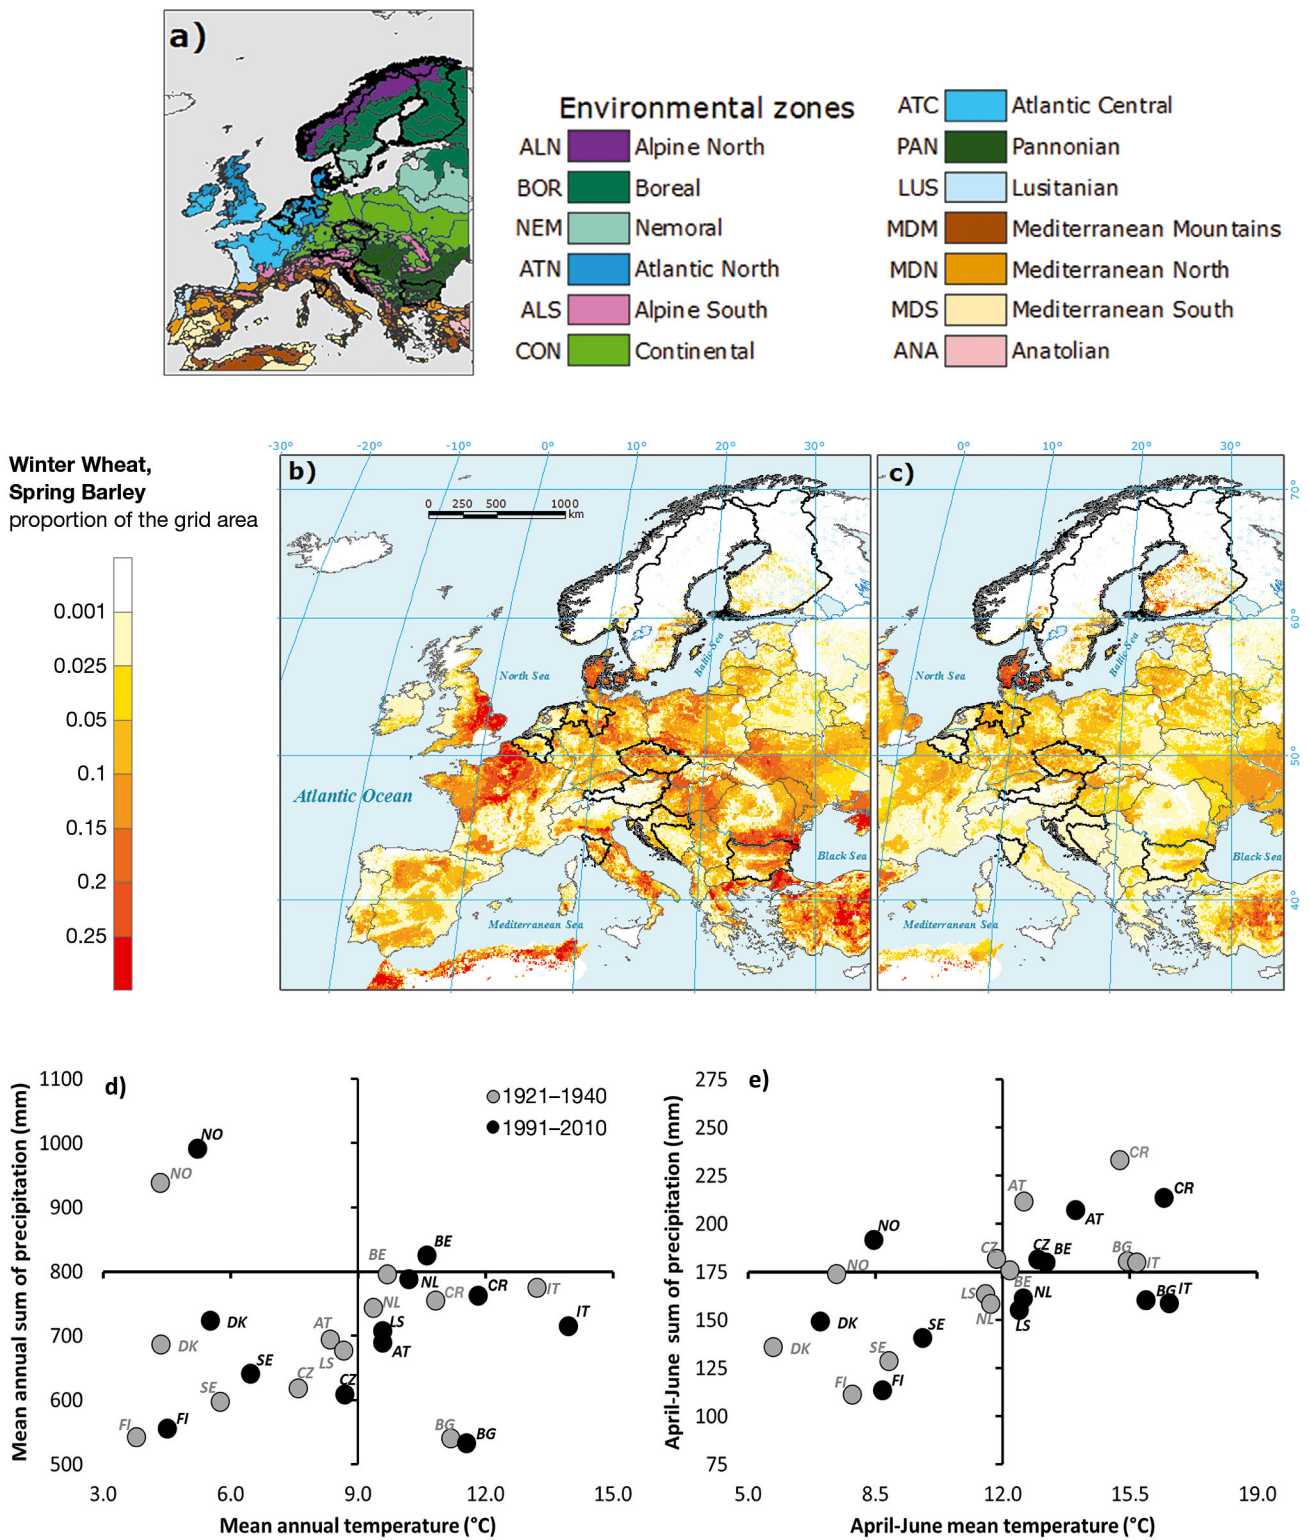 a)
Environmental zones
ALN Alpine North
BOR Boreal
NEM Nemoral
ATN Atlantic North
ALS Alpine South
CON Continental
ATC Atlantic Central
PAN Pannonian
LUS Lusitanian
MDM Mediterranean Mountains
MDN Mediterranean North
MDS Mediterranean South
ANA Anatolian
Winter Wheat,
Spring Barley
proportion of the grid area
0.001
0.025
0.05
0.1
0.15
0.2
0.25
-30° -20° -10° 0° 10° 20° 30°
b)
0 250 500 1000
km
North Sea
Baltic Sea
Atlantic Ocean
Black Sea
Mediterranean Sea
0° 10° 20° 30°
c)
70°
60°
50°
40°
North Sea
Baltic Sea
Black Sea
Mediterranean Sea
d)
1921–1940
1991–2010
Mean annual sum of precipitation (mm)
1100
1000
900
800
700
600
500
NO
NO
BE
BE
NL
NL
CR
CR
IT
IT
DK
DK
AT
LS
LS
AT
SE
SE
CZ
CZ
FI
FI
BG
BG
3.0 6.0 9.0 12.0 15.0
Mean annual temperature (°C)
e)
April-June sum of precipitation (mm)
275
250
225
200
175
150
125
100
75
CR
CR
AT
AT
NO
NO
CZ
CZ
BE
BE
BG
IT
LS
NL
NL
LS
BG
IT
DK
DK
SE
SE
FI
FI
5.0 8.5 12.0 15.5 19.0
April-June mean temperature (°C)